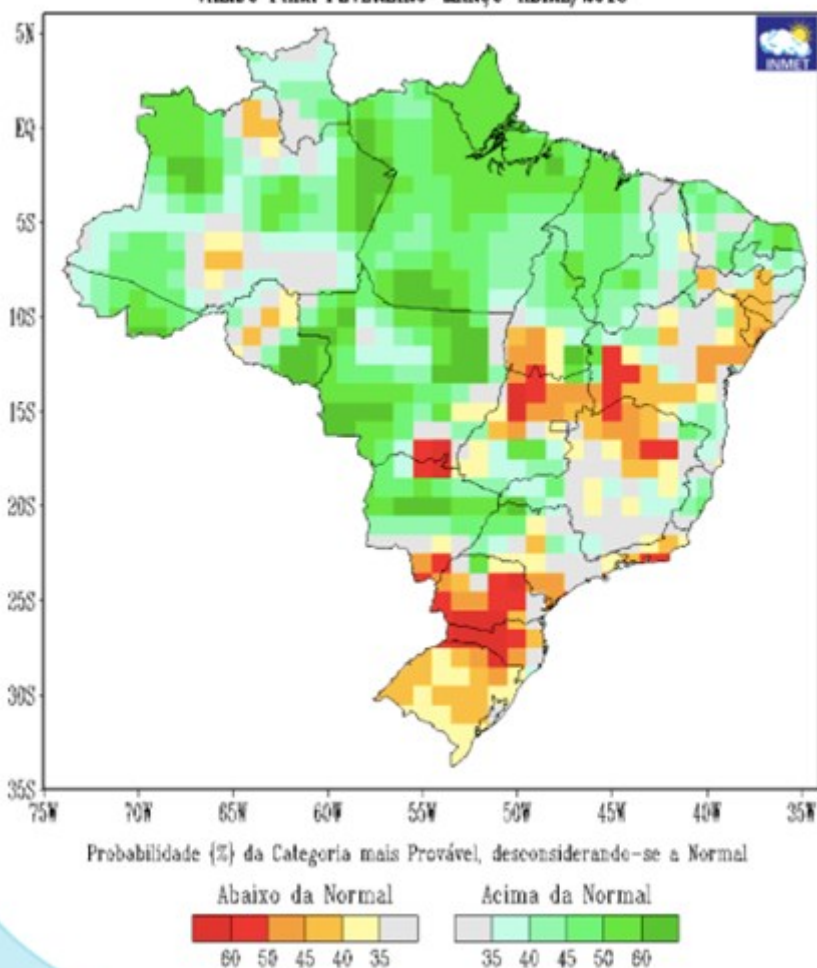 INMET
5N
EQ
5S
10S
15S
20S
25S
30S
35S
75W 70W 65W 60W 55W 50W 45W 40W 35W
Probabilidade (%) da Categoria mais Provável, desconsiderando-se a Normal
Abaixo da Normal Acima da Normal
60 50 45 40 35 35 40 45 50 60